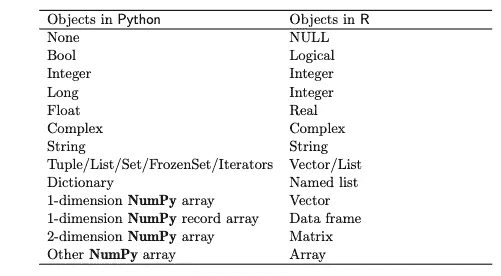 Objects in Python Objects in R
None NULL
Bool Logical
Integer Integer
Long Integer
Float Real
Complex Complex
String String
Tuple/List/Set/FrozenSet/Iterators Vector/List
Dictionary Named list
1-dimension NumPy array Vector
1-dimension NumPy record array Data frame
2-dimension NumPy array Matrix
Other NumPy array Array